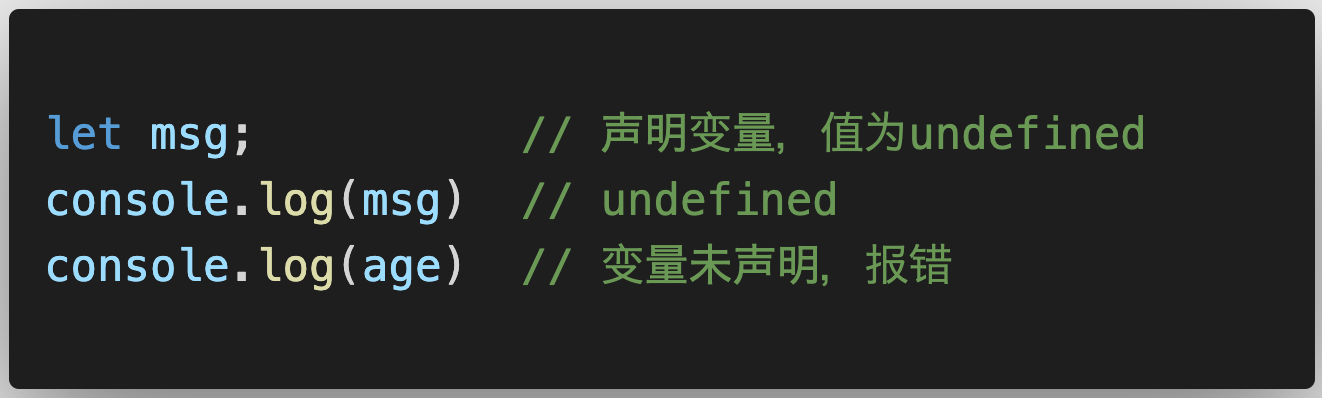 let msg;           // 声明变量，值为undefined
console.log(msg)  // undefined
console.log(age)  // 变量未声明，报错